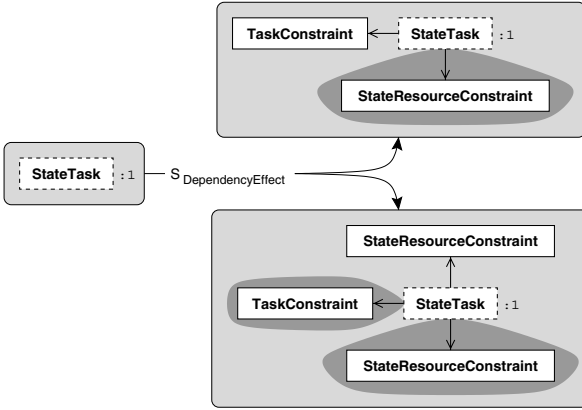 TaskConstraint
StateTask :1
StateResourceConstraint
StateTask :1
S DependencyEffect
StateResourceConstraint
TaskConstraint
StateTask :1
StateResourceConstraint